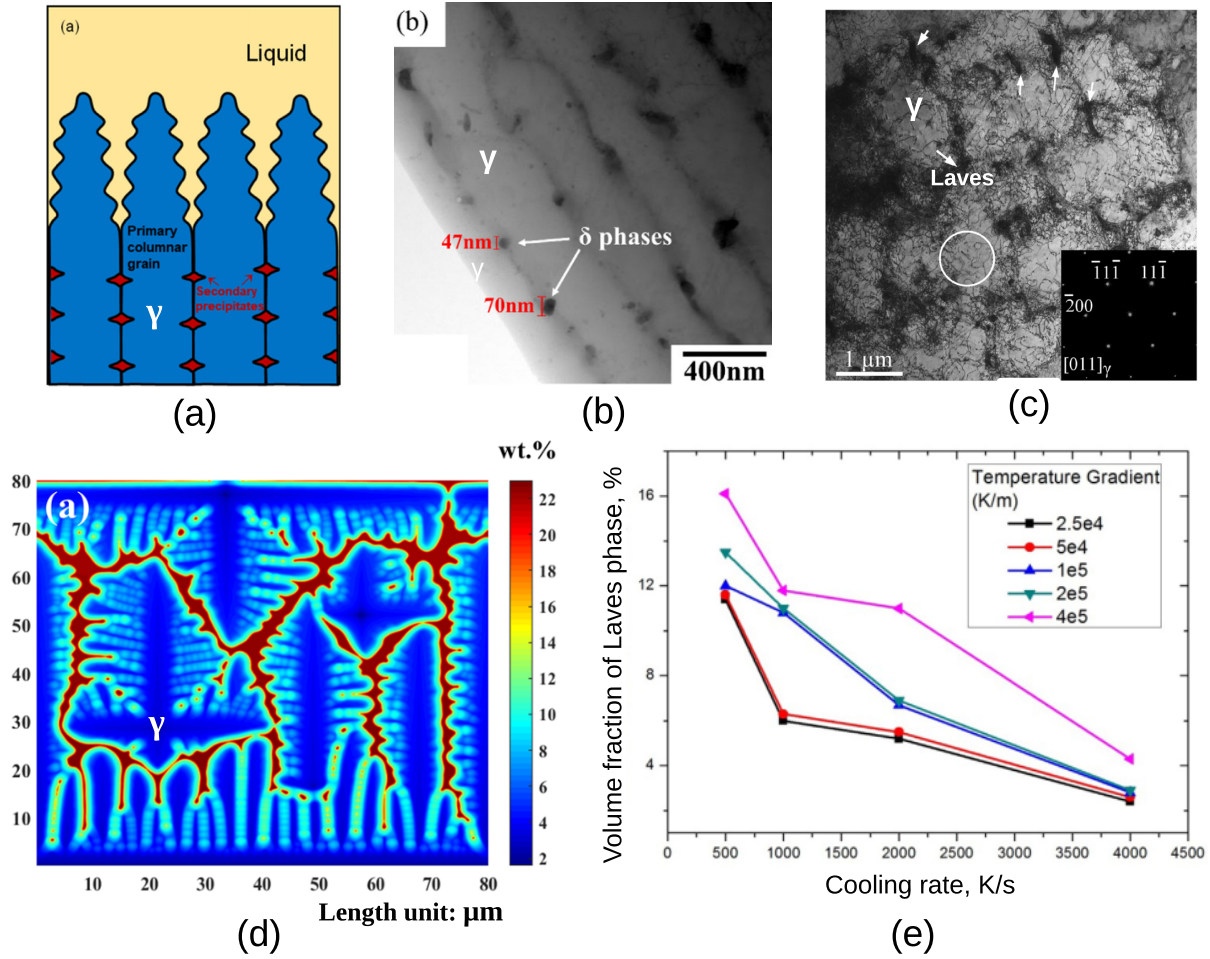 (a)
Liquid
Primary
columnar
grain
Secondary
precipitates
γ
(a)
(b)
γ
47nm
δ phases
γ
70nm
400nm
(b)
γ
Laves
1̅11̅ 111̅
2̅00
[011]γ
1 μm
(c)
wt.%
(a)
γ
80
70
60
50
40
30
20
10
10 20 30 40 50 60 70 80
22
20
18
16
14
12
10
8
6
4
2
Length unit: μm
(d)
Volume fraction of Laves phase, %
16
12
8
4
Temperature Gradient
(K/m)
2.5e4
5e4
1e5
2e5
4e5
0 500 1000 1500 2000 2500 3000 3500 4000 4500
Cooling rate, K/s
(e)